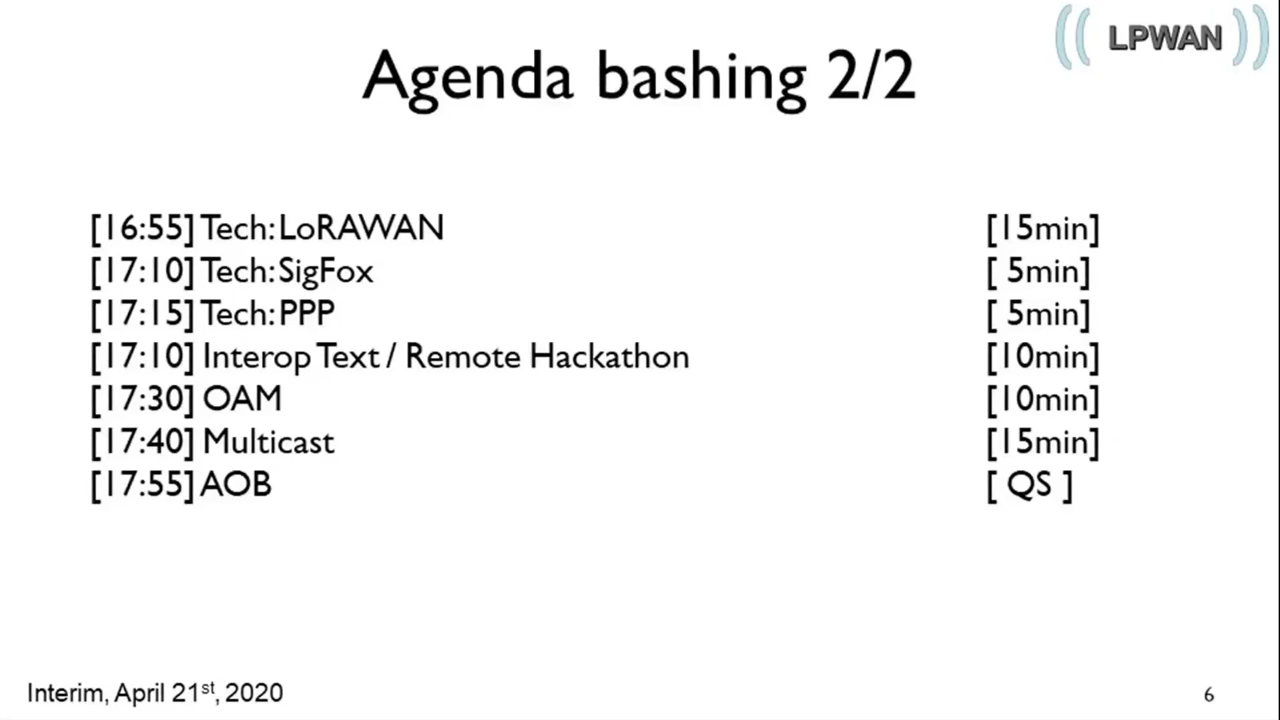 LPWAN
Agenda bashing 2/2
[16:55] Tech: LoRAWAN [15min]
[17:10] Tech: SigFox [ 5min]
[17:15] Tech: PPP [ 5min]
[17:10] Interop Text / Remote Hackathon [10min]
[17:30] OAM [10min]
[17:40] Multicast [15min]
[17:55] AOB [ QS ]
Interim, April 21st, 2020 6